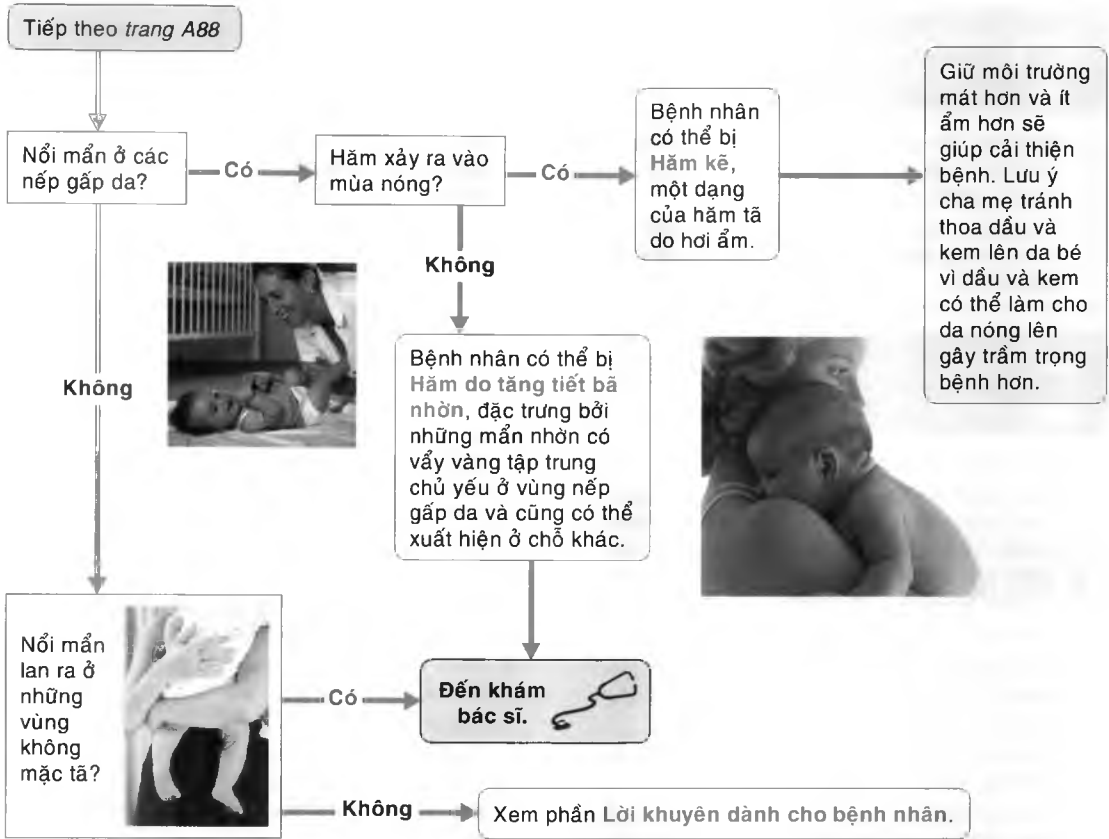 Tiếp theo trang A88
Nổi mẩn ở các
nếp gấp da?
Có
Hăm xảy ra vào
mùa nóng?
Có
Bệnh nhân
có thể bị
Hăm kẽ,
một dạng
của hăm tã
do hơi ẩm.
Giữ môi trường
mát hơn và ít
ẩm hơn sẽ
giúp cải thiện
bệnh. Lưu ý
cha mẹ tránh
thoa dầu và
kem lên da bé
vì dầu và kem
có thể làm cho
da nóng lên
gây trầm trọng
bệnh hơn.
Không
Bệnh nhân có thể bị
Hăm do tăng tiết bã
nhờn, đặc trưng bởi
những mẩn nhờn có
vẩy vàng tập trung
chủ yếu ở vùng nếp
gấp da và cũng có thể
xuất hiện ở chỗ khác.
Không
Nổi mẩn
lan ra ở
những
vùng
không
mặc tã?
Có
Đến khám
bác sĩ.
Không
Xem phần Lời khuyên dành cho bệnh nhân.